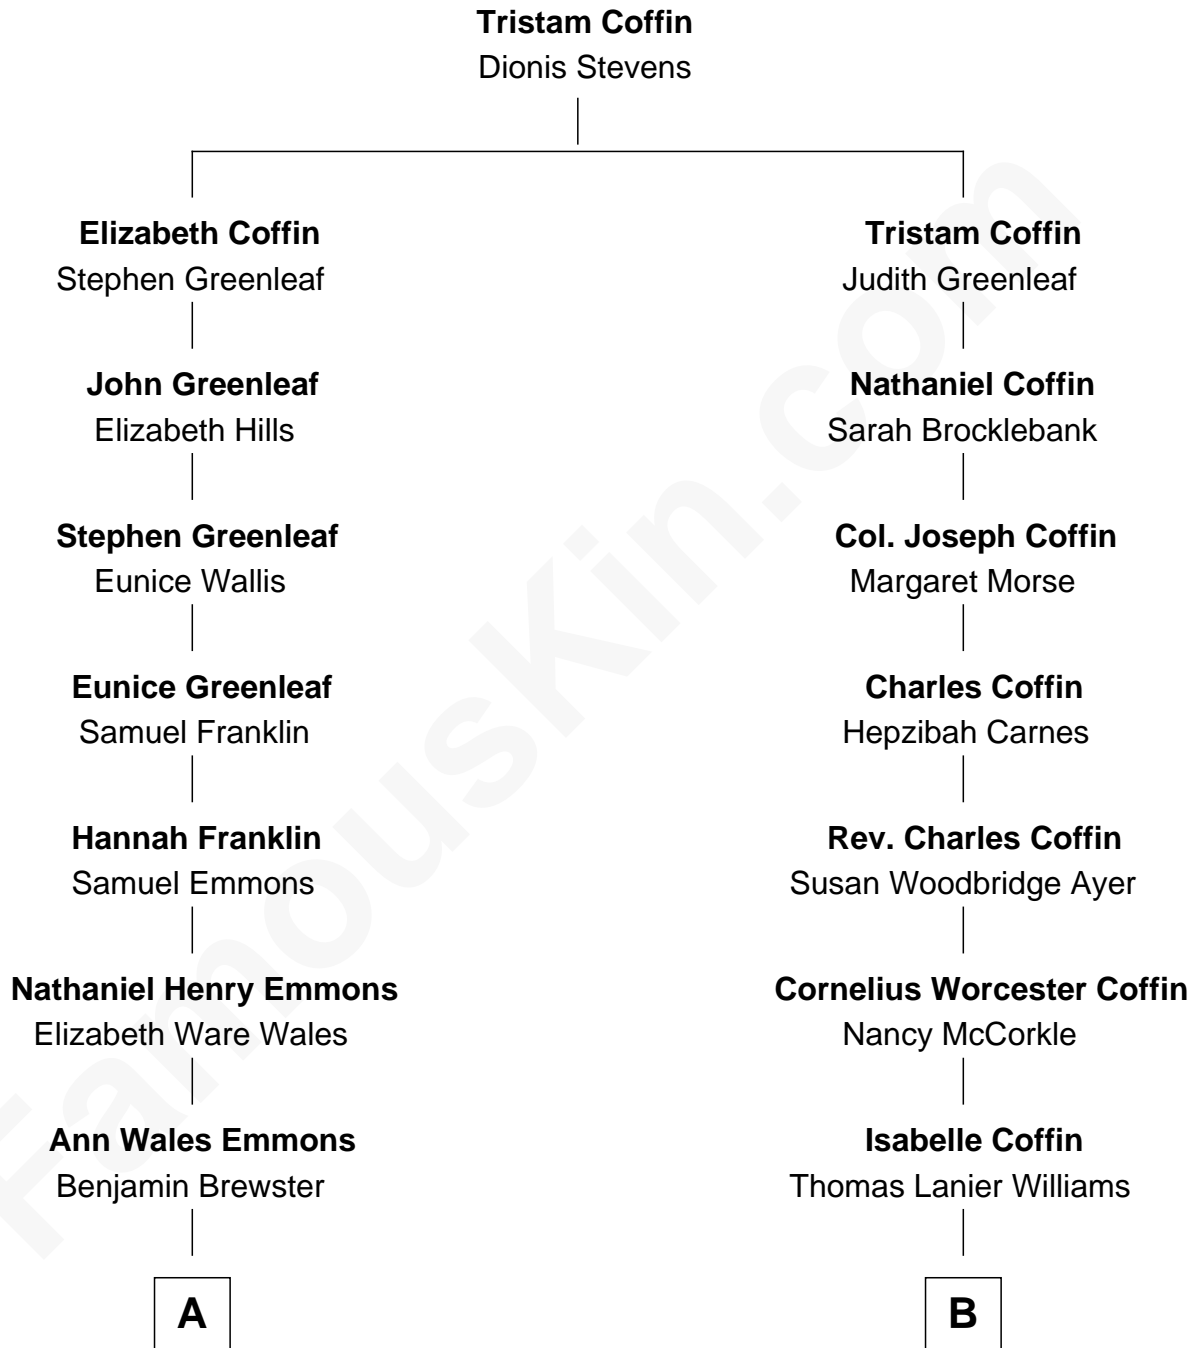 Tristam Coffin
Dionis Stevens
Elizabeth Coffin
Stephen Greenleaf
Tristam Coffin
Judith Greenleaf
John Greenleaf
Elizabeth Hills
Nathaniel Coffin
Sarah Brocklebank
Stephen Greenleaf
Eunice Wallis
Col. Joseph Coffin
Margaret Morse
Eunice Greenleaf
Samuel Franklin
Charles Coffin
Hepzibah Carnes
Hannah Franklin
Samuel Emmons
Rev. Charles Coffin
Susan Woodbridge Ayer
Nathaniel Henry Emmons
Elizabeth Ware Wales
Cornelius Worcester Coffin
Nancy McCorkle
Ann Wales Emmons
Benjamin Brewster
Isabelle Coffin
Thomas Lanier Williams
A
B
FamousKin.com